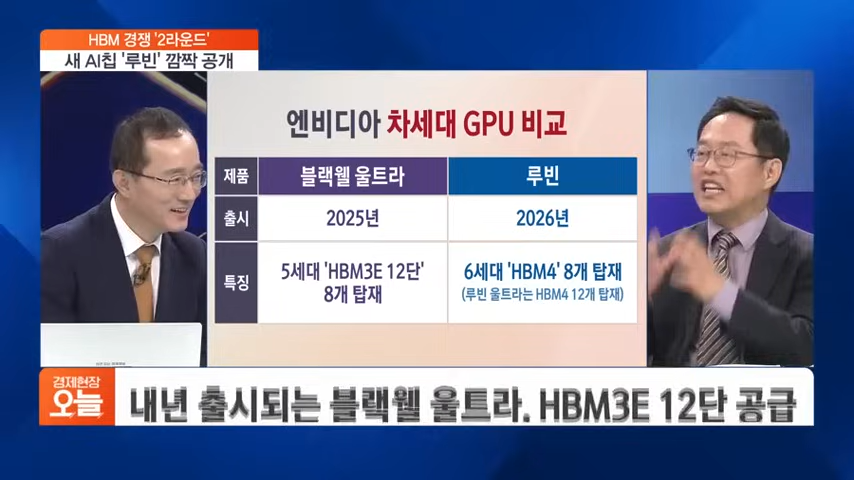 HBM 경쟁 '2라운드'
새 AI칩 '루빈' 깜짝 공개
엔비디아 차세대 GPU 비교
제품 블랙웰 울트라 루빈
출시 2025년 2026년
특징 5세대 'HBM3E 12단' 8개 탑재 6세대 'HBM4' 8개 탑재 (루빈 울트라는 HBM4 12개 탑재)
경제현장
오늘
내년 출시되는 블랙웰 울트라, HBM3E 12단 공급